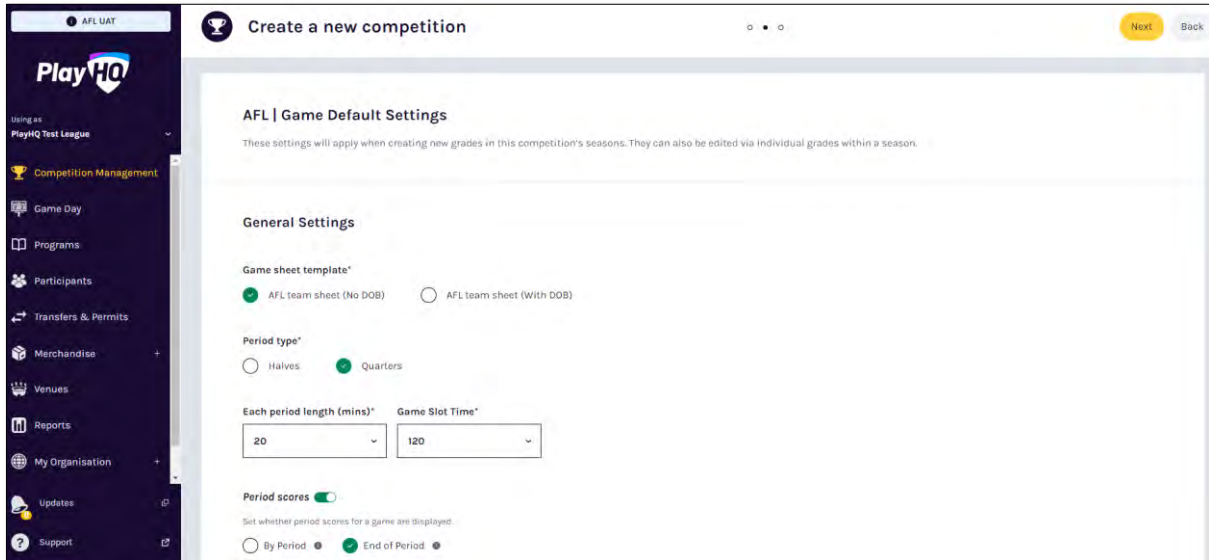 AFL UAT
PlayHQ
Using as
PlayHQ Test League
Competition Management
Game Day
Programs
Participants
Transfers & Permits
Merchandise +
Venues
Reports
My Organisation +
Updates
Support
Create a new competition
Next Back
AFL | Game Default Settings
These settings will apply when creating new grades in this competition's seasons. They can also be edited via individual grades within a season.
General Settings
Game sheet template*
AFL team sheet (No DOB) AFL team sheet (With DOB)
Period type*
Halves Quarters
Each period length (mins)* Game Slot Time*
20 120
Period scores
Set whether period scores for a game are displayed.
By Period End of Period